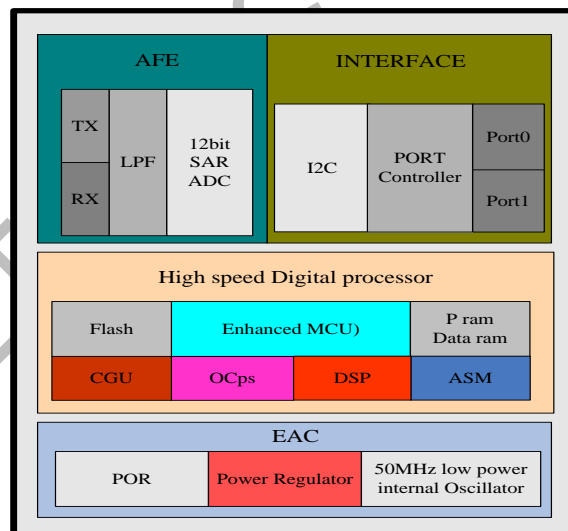 AFE
INTERFACE
TX
RX
LPF
12bit
SAR
ADC
I2C
PORT
Controller
Port0
Port1
High speed Digital processor
Flash
Enhanced MCU)
P ram
Data ram
CGU
OCps
DSP
ASM
EAC
POR
Power Regulator
50MHz low power
internal Oscillator